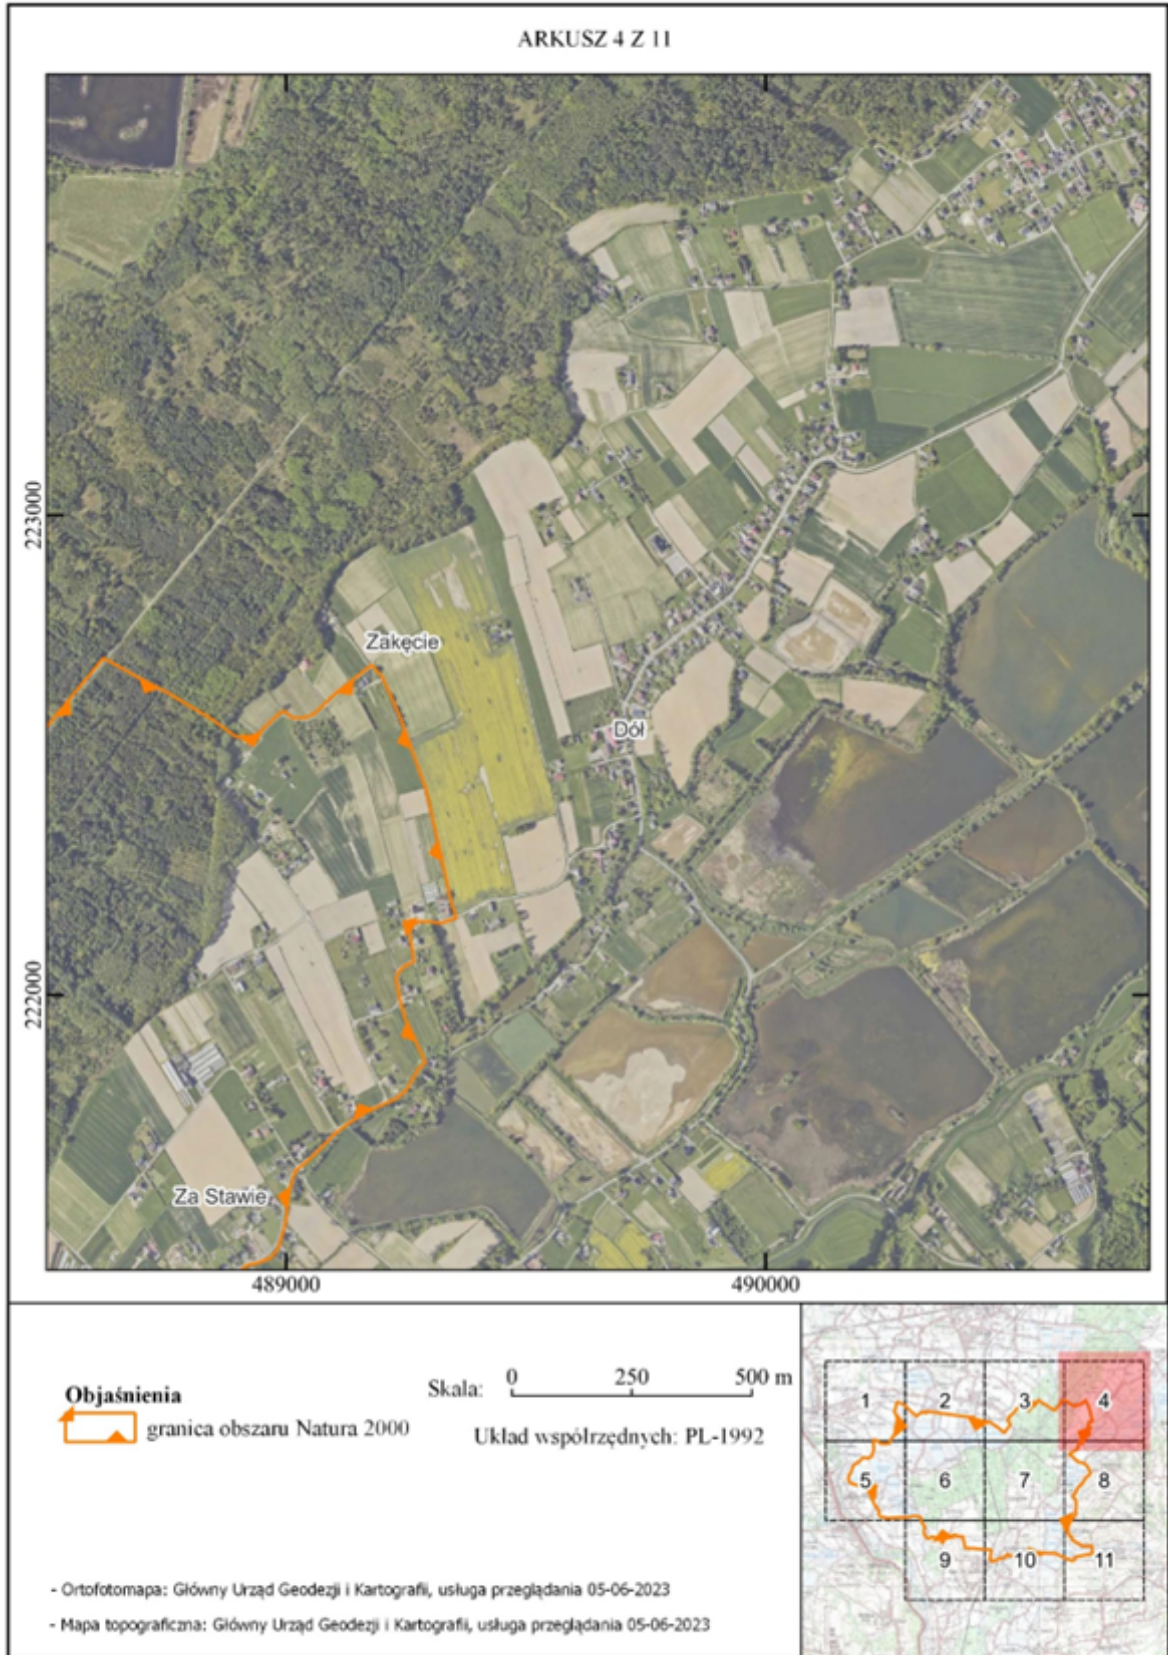 ARKUSZ 4 Z 11
223000
Zakęcie
Dół
222000
Za Stawie
489000
490000
Objaśnienia
granica obszaru Natura 2000
Skala:
0
250
500 m
Układ współrzędnych: PL-1992
1
2
3
4
5
6
7
8
9
10
11
- Ortofotomapa: Główny Urząd Geodezji i Kartografii, usługa przeglądania 05-06-2023
- Mapa topograficzna: Główny Urząd Geodezji i Kartografii, usługa przeglądania 05-06-2023